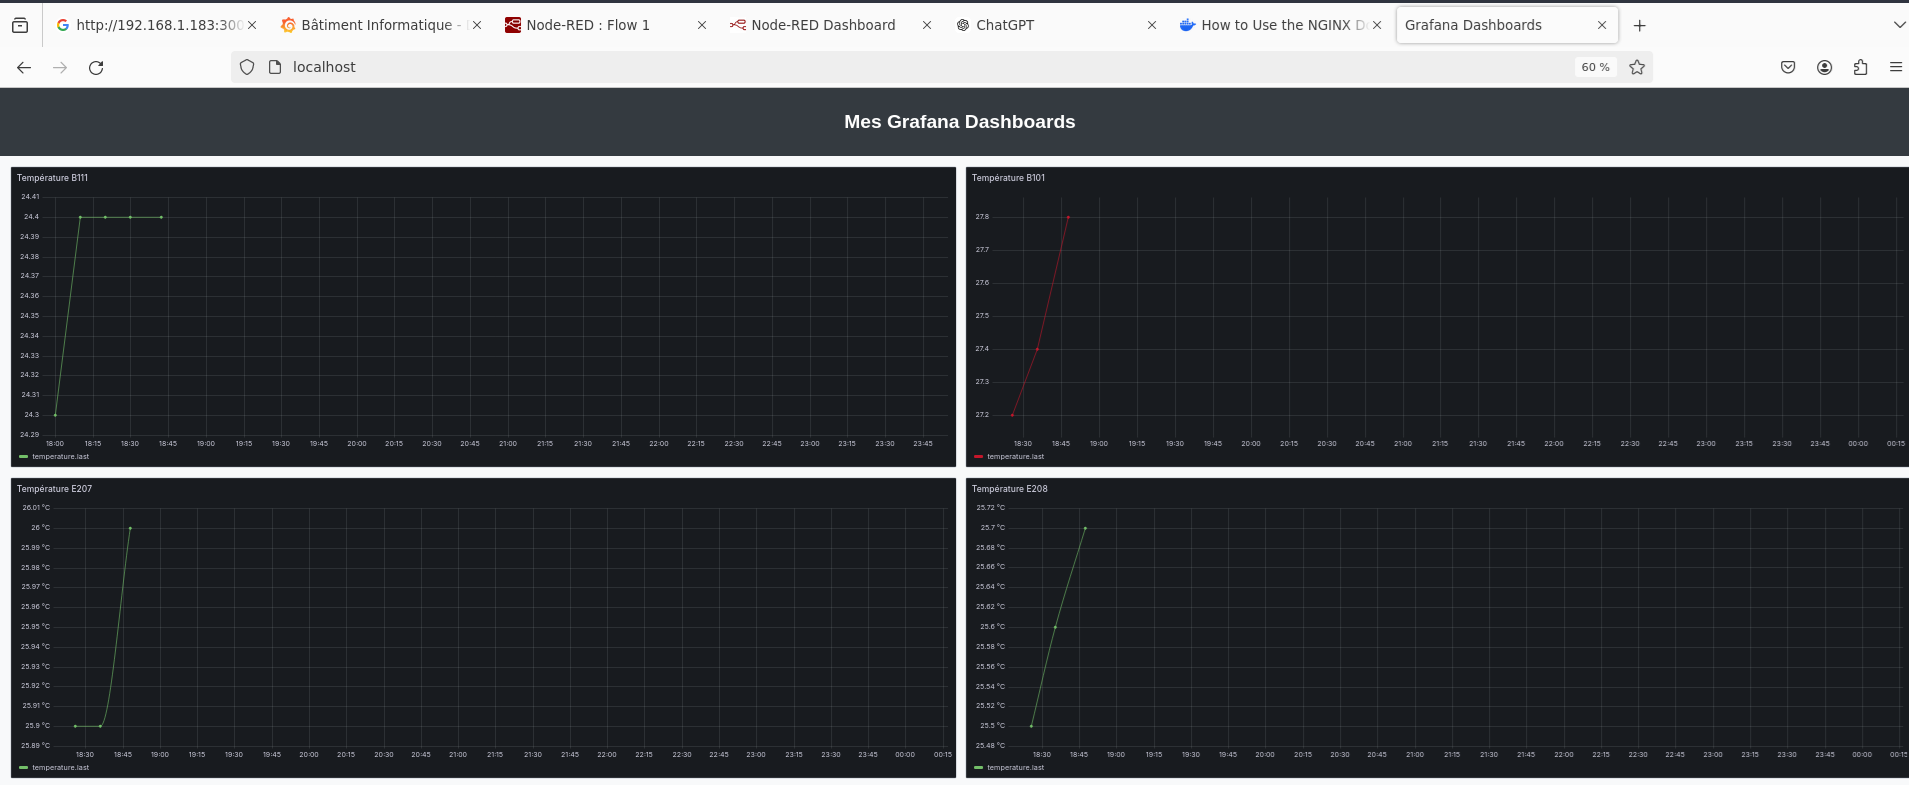 http://192.168.1.183:300
Bâtiment Informatique -
Node-RED : Flow 1
Node-RED Dashboard
ChatGPT
How to Use the NGINX Do
Grafana Dashboards
localhost
60 %
Mes Grafana Dashboards
Température B111
24.41
24.4
24.39
24.38
24.37
24.36
24.35
24.34
24.33
24.32
24.31
24.3
24.29
18:00 18:15 18:30 18:45 19:00 19:15 19:30 19:45 20:00 20:15 20:30 20:45 21:00 21:15 21:30 21:45 22:00 22:15 22:30 22:45 23:00 23:15 23:30 23:45
temperature.last
Température B101
27.8
27.7
27.6
27.5
27.4
27.3
27.2
18:30 18:45 19:00 19:15 19:30 19:45 20:00 20:15 20:30 20:45 21:00 21:15 21:30 21:45 22:00 22:15 22:30 22:45 23:00 23:15 23:30 23:45 00:00 00:15
temperature.last
Température E207
26.01 °C
26 °C
25.99 °C
25.98 °C
25.97 °C
25.96 °C
25.95 °C
25.94 °C
25.93 °C
25.92 °C
25.91 °C
25.9 °C
25.89 °C
18:30 18:45 19:00 19:15 19:30 19:45 20:00 20:15 20:30 20:45 21:00 21:15 21:30 21:45 22:00 22:15 22:30 22:45 23:00 23:15 23:30 23:45 00:00 00:15
temperature.last
Température E208
25.72 °C
25.7 °C
25.68 °C
25.66 °C
25.64 °C
25.62 °C
25.6 °C
25.58 °C
25.56 °C
25.54 °C
25.52 °C
25.5 °C
25.48 °C
18:30 18:45 19:00 19:15 19:30 19:45 20:00 20:15 20:30 20:45 21:00 21:15 21:30 21:45 22:00 22:15 22:30 22:45 23:00 23:15 23:30 23:45 00:00 00:15
temperature.last